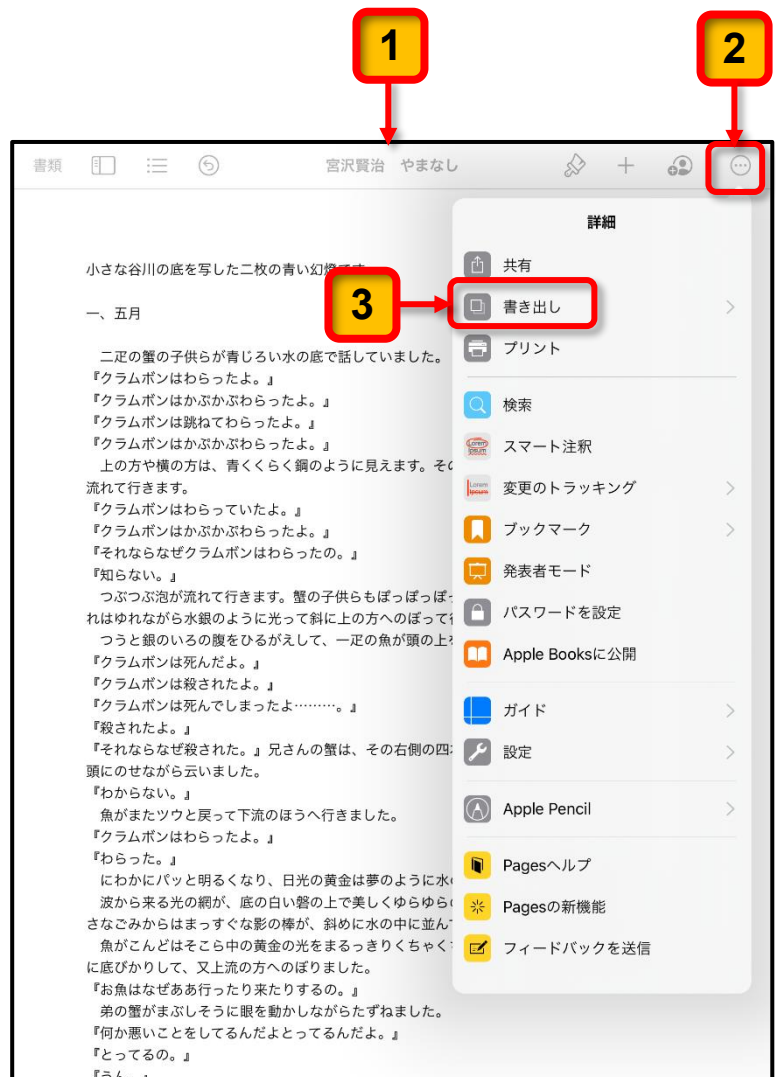 1
2
書類
宮沢賢治 やまなし
詳細
共有
3
書き出し
プリント
検索
スマート注釈
変更のトラッキング
ブックマーク
発表者モード
パスワードを設定
Apple Booksに公開
ガイド
設定
Apple Pencil
Pagesヘルプ
Pagesの新機能
フィードバックを送信
小さな谷川の底を写した二枚の青い幻燈です
一、五月
二疋の蟹の子供らが青じろい水の底で話していました。
『クラムボンはわらったよ。』
『クラムボンはかぷかぷわらったよ。』
『クラムボンは跳ねてわらったよ。』
『クラムボンはかぷかぷわらったよ。』
上の方や横の方は、青くくらく鋼のように見えます。その
流れて行きます。
『クラムボンはわらっていたよ。』
『クラムボンはかぷかぷわらったよ。』
『それならなぜクラムボンはわらったの。』
『知らない。』
つぶつぶ泡が流れて行きます。蟹の子供らもぽっぽっぽっ
れはゆれながら水銀のように光って斜めに上の方へのぼって
つうと銀のいろの腹をひるがえして、一疋の魚が頭の上を
『クラムボンは死んだよ。』
『クラムボンは殺されたよ。』
『クラムボンは死んでしまったよ………。』
『殺されたよ。』
『それならなぜ殺された。』兄さんの蟹は、その右側の四
頭にのせながら云いました。
『わからない。』
魚がまたツウと戻って下流のほうへ行きました。
『クラムボンはわらったよ。』
『わらった。』
にわかにパッと明るくなり、日光の黄金は夢のように水
波から来る光の網が、底の白い磐の上で美しくゆらゆら
さなごみからはまっすぐな影の棒が、斜めに水の中に並んで
魚がこんどはそこら中の黄金の光をまるっきりくちゃくちゃ
に底びかりして、又上流の方へのぼりました。
『お魚はなぜああ行ったり来たりするの。』
弟の蟹がまぶしそうに眼を動かしながらたずねました。
『何か悪いことをしてるんだよとってるんだよ。』
『とってるの。』
『うん。』